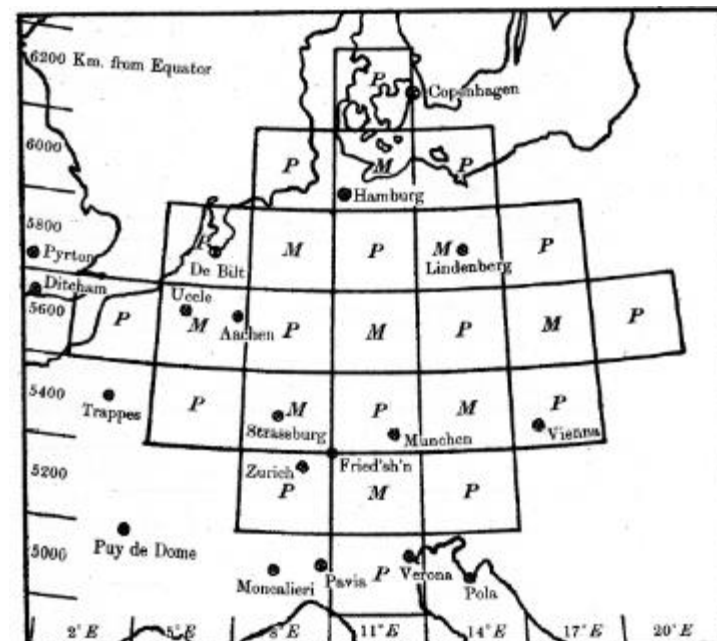 6200 Km. from Equator
P
Copenhagen
6000
P M P
Hamburg
5800
P M P M P
Pyrton
De Bilt
Lindenberg
Ditcham
5600
Uccle
P M P M P M P
Aachen
5400
P M P M P
Trappes
Strassburg
Munchen
Vienna
Fried'sh'n
Zurich
5200
P M P
Puy de Dome
5000
P
Verona
Moncalieri
Pavia
Pola
2° E 5° E 8° E 11° E 14° E 17° E 20° E